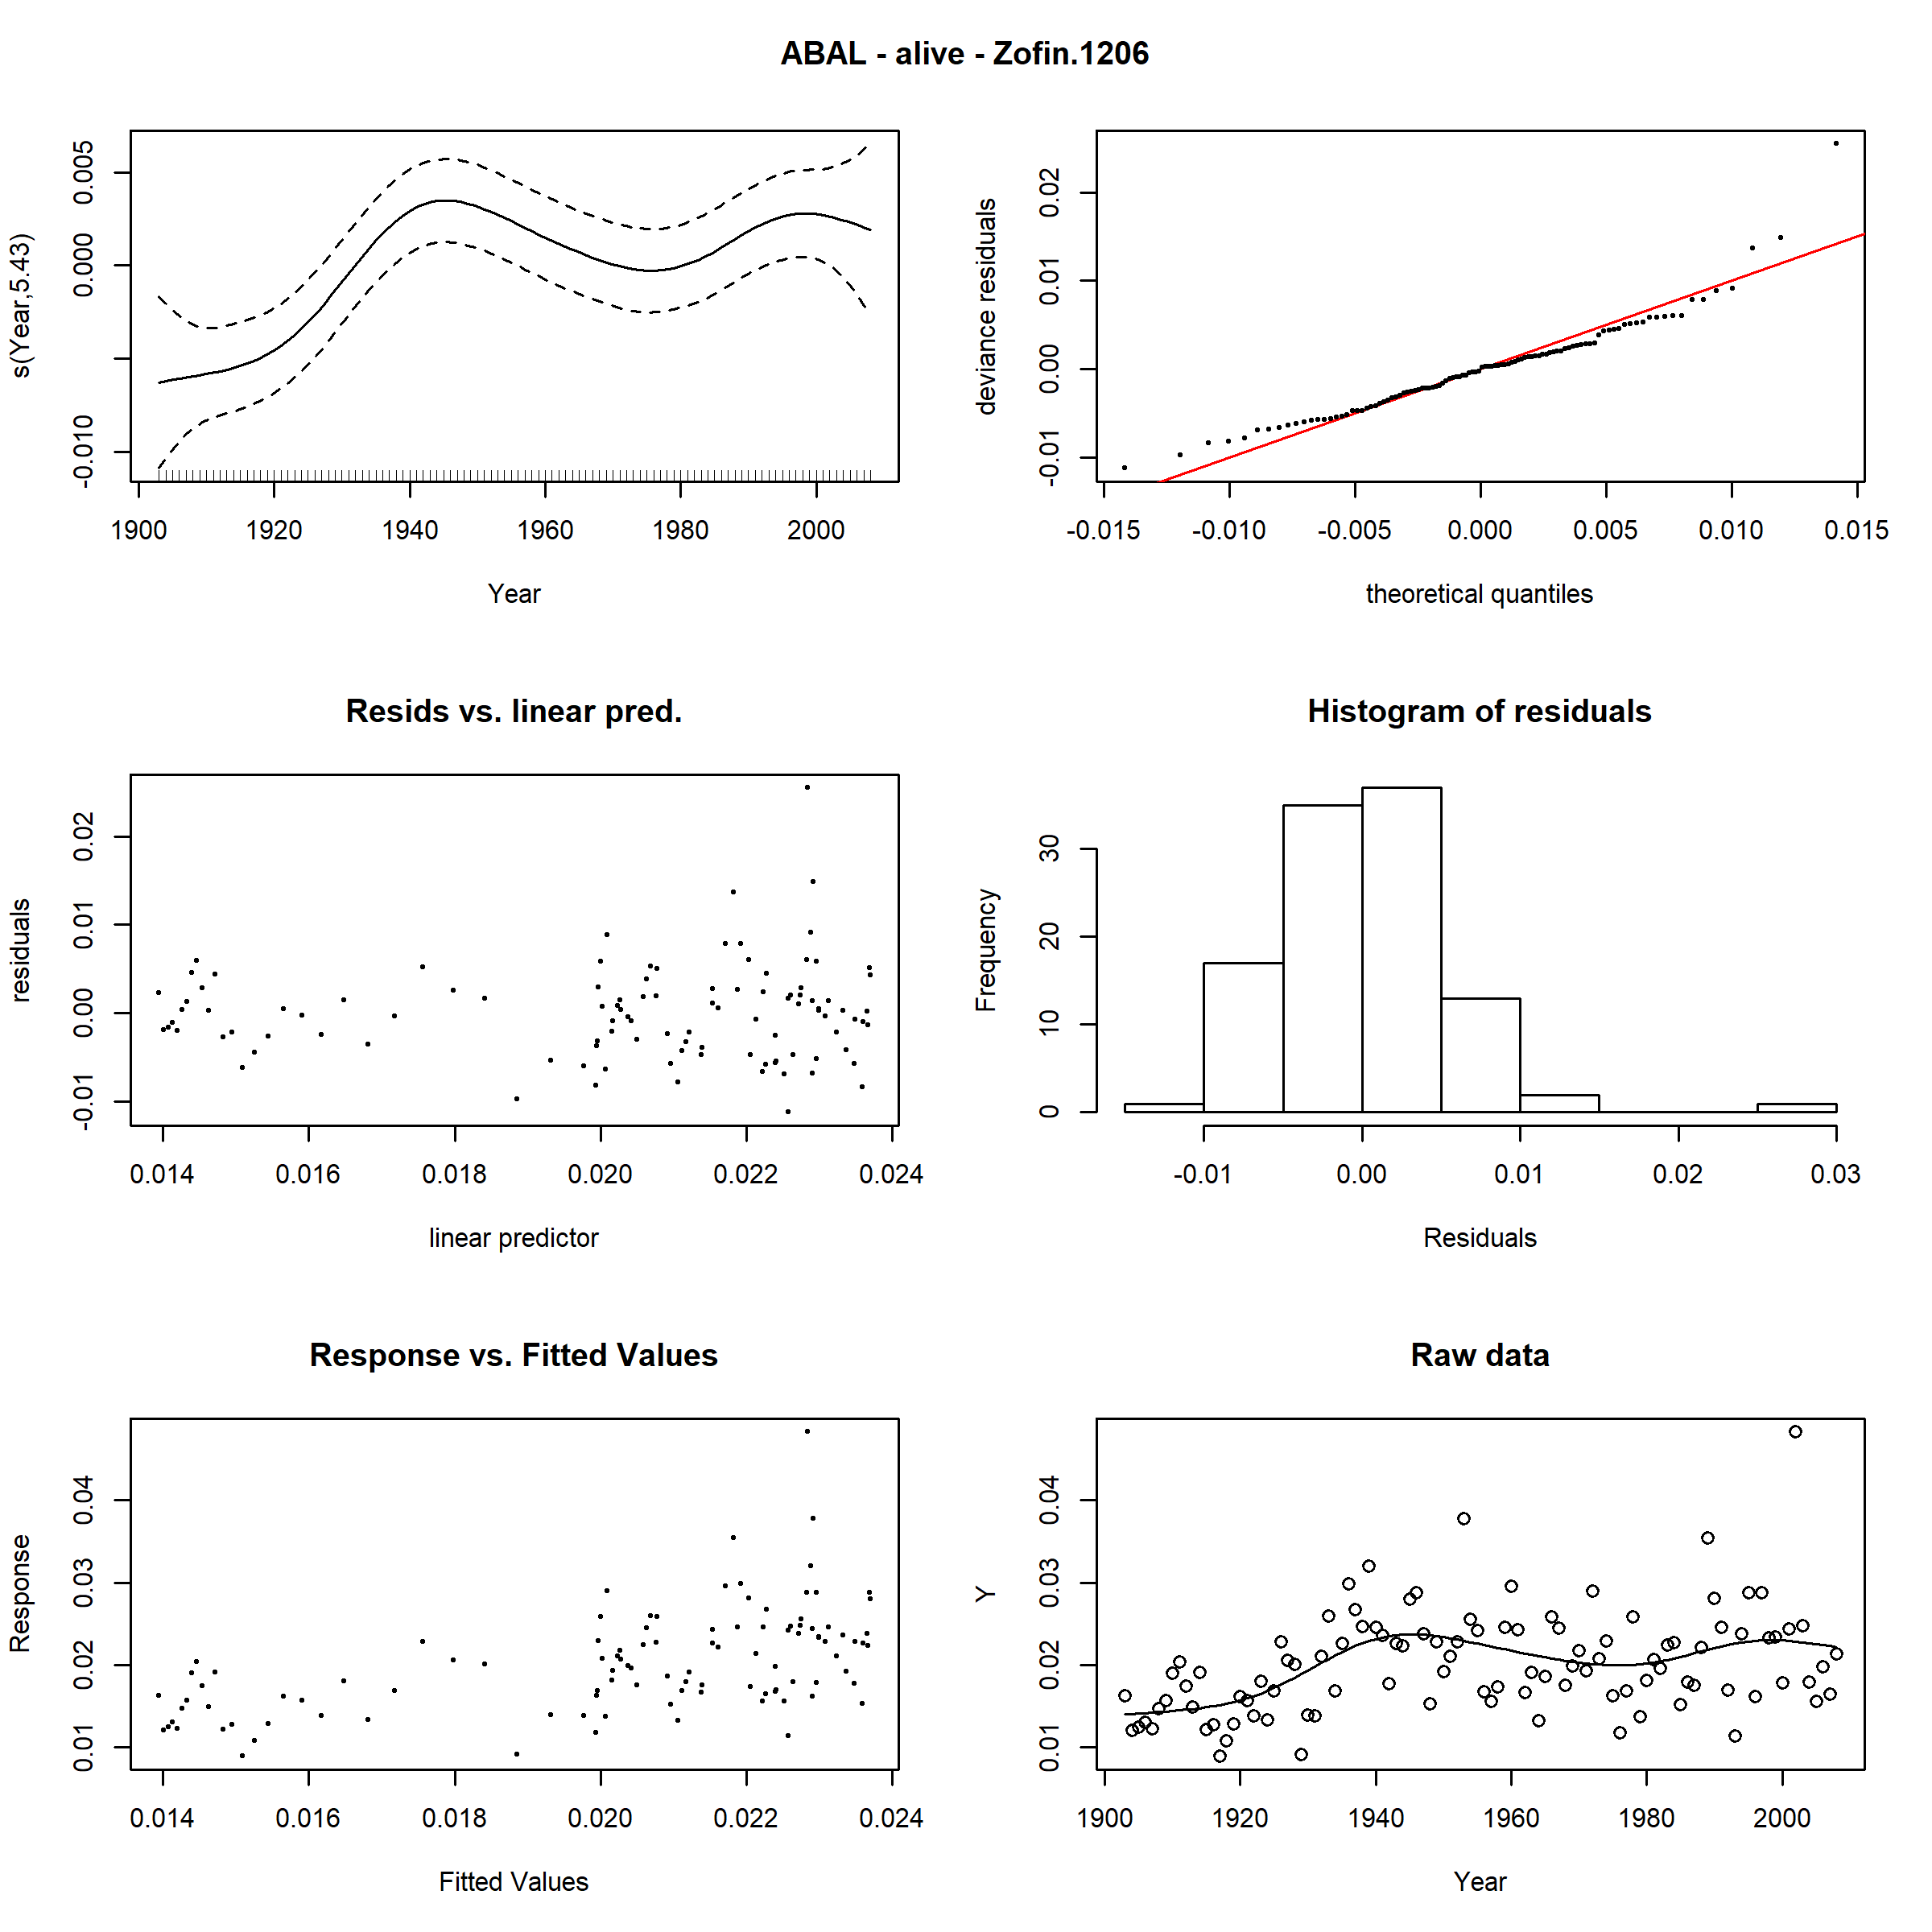 ABAL - alive - Zofin.1206
s(Year,5.43)
0.005
0.000
-0.010
1900 1920 1940 1960 1980 2000
Year
deviance residuals
0.02
0.01
0.00
-0.01
-0.015 -0.010 -0.005 0.000 0.005 0.010 0.015
theoretical quantiles
Resids vs. linear pred.
residuals
0.02
0.01
0.00
-0.01
0.014 0.016 0.018 0.020 0.022 0.024
linear predictor
Histogram of residuals
Frequency
30
20
10
0
-0.01 0.00 0.01 0.02 0.03
Residuals
Response vs. Fitted Values
Response
0.04
0.03
0.02
0.01
0.014 0.016 0.018 0.020 0.022 0.024
Fitted Values
Raw data
Y
0.04
0.03
0.02
0.01
1900 1920 1940 1960 1980 2000
Year